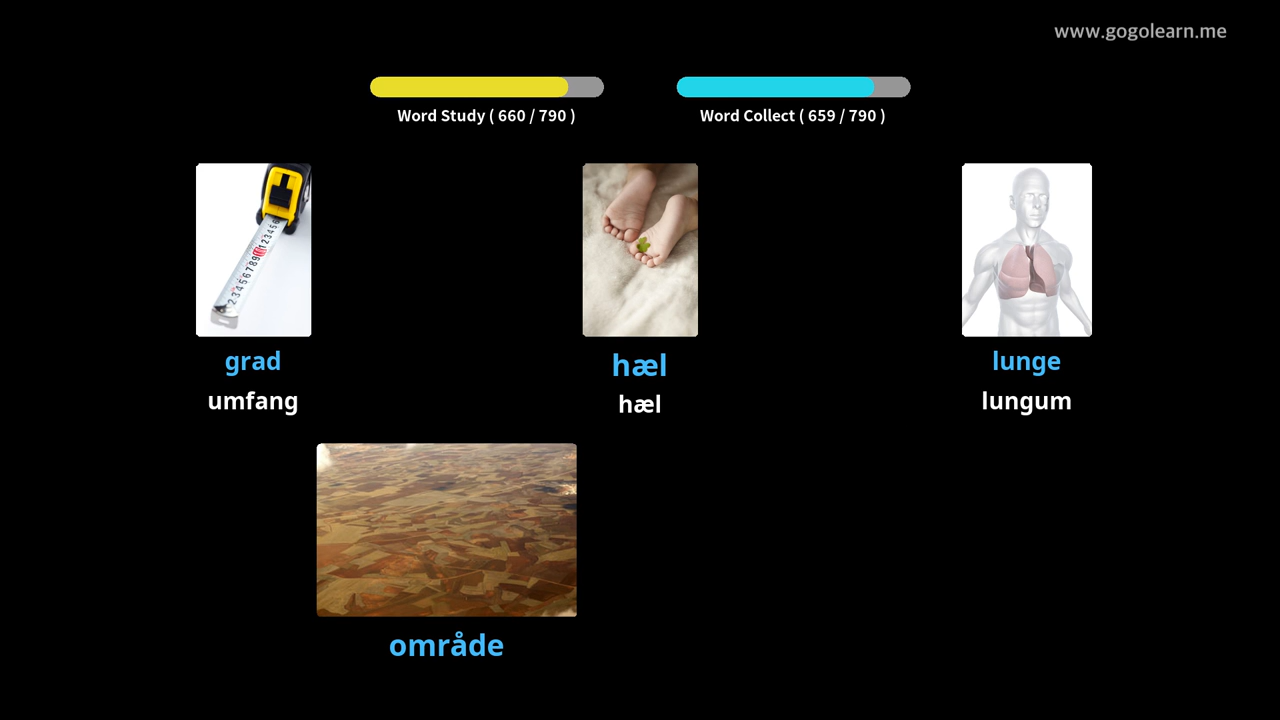 www.gogolearn.me
Word Study ( 660 / 790 )
Word Collect ( 659 / 790 )
grad
umfang
hæl
hæl
lunge
lungum
område